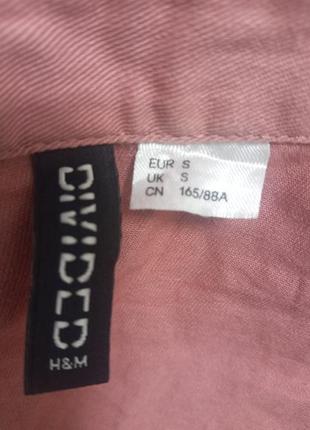 DIVIDED
H&M
EUR S
UK S
CN 165/88A